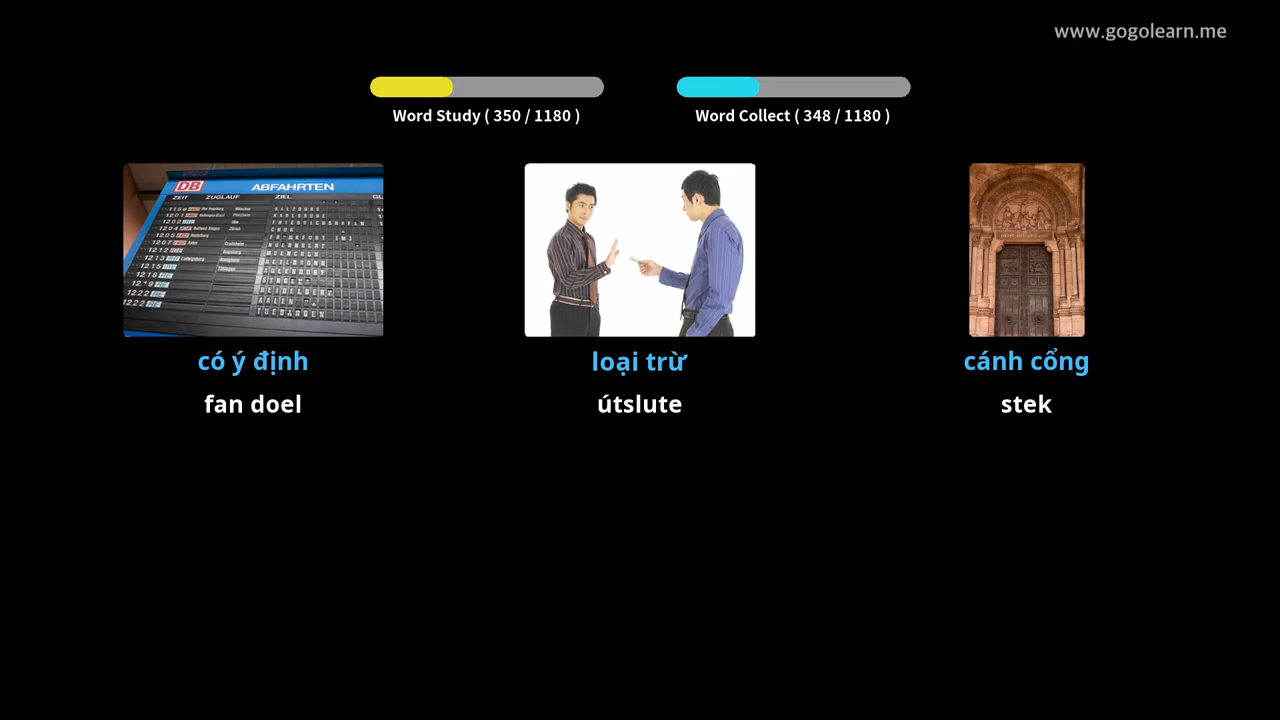 www.gogolearn.me
Word Study ( 350 / 1180 )
Word Collect ( 348 / 1180 )
DB ABFAHRTEN
ZEIT ZUGLAUF ZIEL
có ý định
loại trừ
cánh cổng
fan doel
útslute
stek